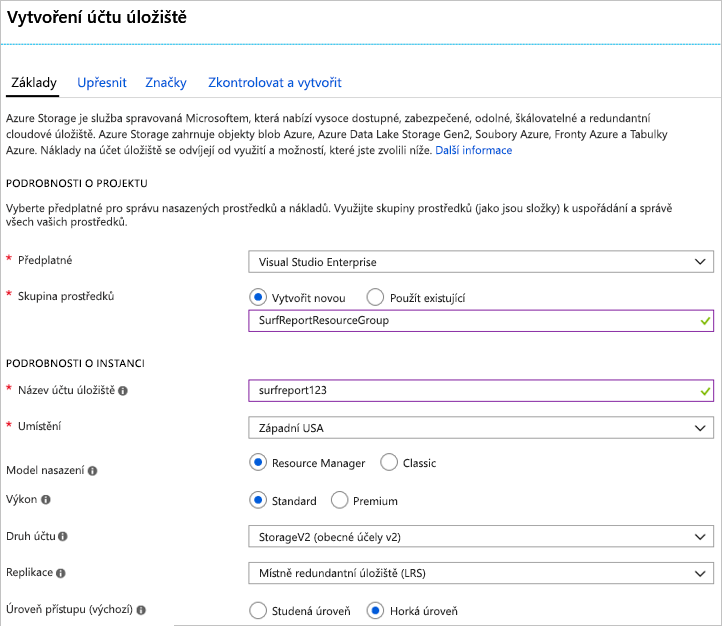 Vytvoření účtu úložiště
Základy Upřesnit Značky Zkontrolovat a vytvořit
Azure Storage je služba spravovaná Microsoftem, která nabízí vysoce dostupné, zabezpečené, odolné, škálovatelné a redundantní
cloudové úložiště. Azure Storage zahrnuje objekty blob Azure, Azure Data Lake Storage Gen2, Soubory Azure, Fronty Azure a Tabulky
Azure. Náklady na účet úložiště se odvíjejí od využití a možností, které jste zvolili níže. Další informace
PODROBNOSTI O PROJEKTU
Vyberte předplatné pro správu nasazených prostředků a nákladů. Využijte skupiny prostředků (jako jsou složky) k uspořádání a správě
všech vašich prostředků.
* Předplatné Visual Studio Enterprise
* Skupina prostředků Vytvořit novou Použít existující
SurfReportResourceGroup
PODROBNOSTI O INSTANCI
* Název účtu úložiště surfreport123
* Umístění Západní USA
Model nasazení Resource Manager Classic
Výkon Standard Premium
Druh účtu StorageV2 (obecné účely v2)
Replikace Místně redundantní úložiště (LRS)
Úroveň přístupu (výchozí) Studená úroveň Horká úroveň